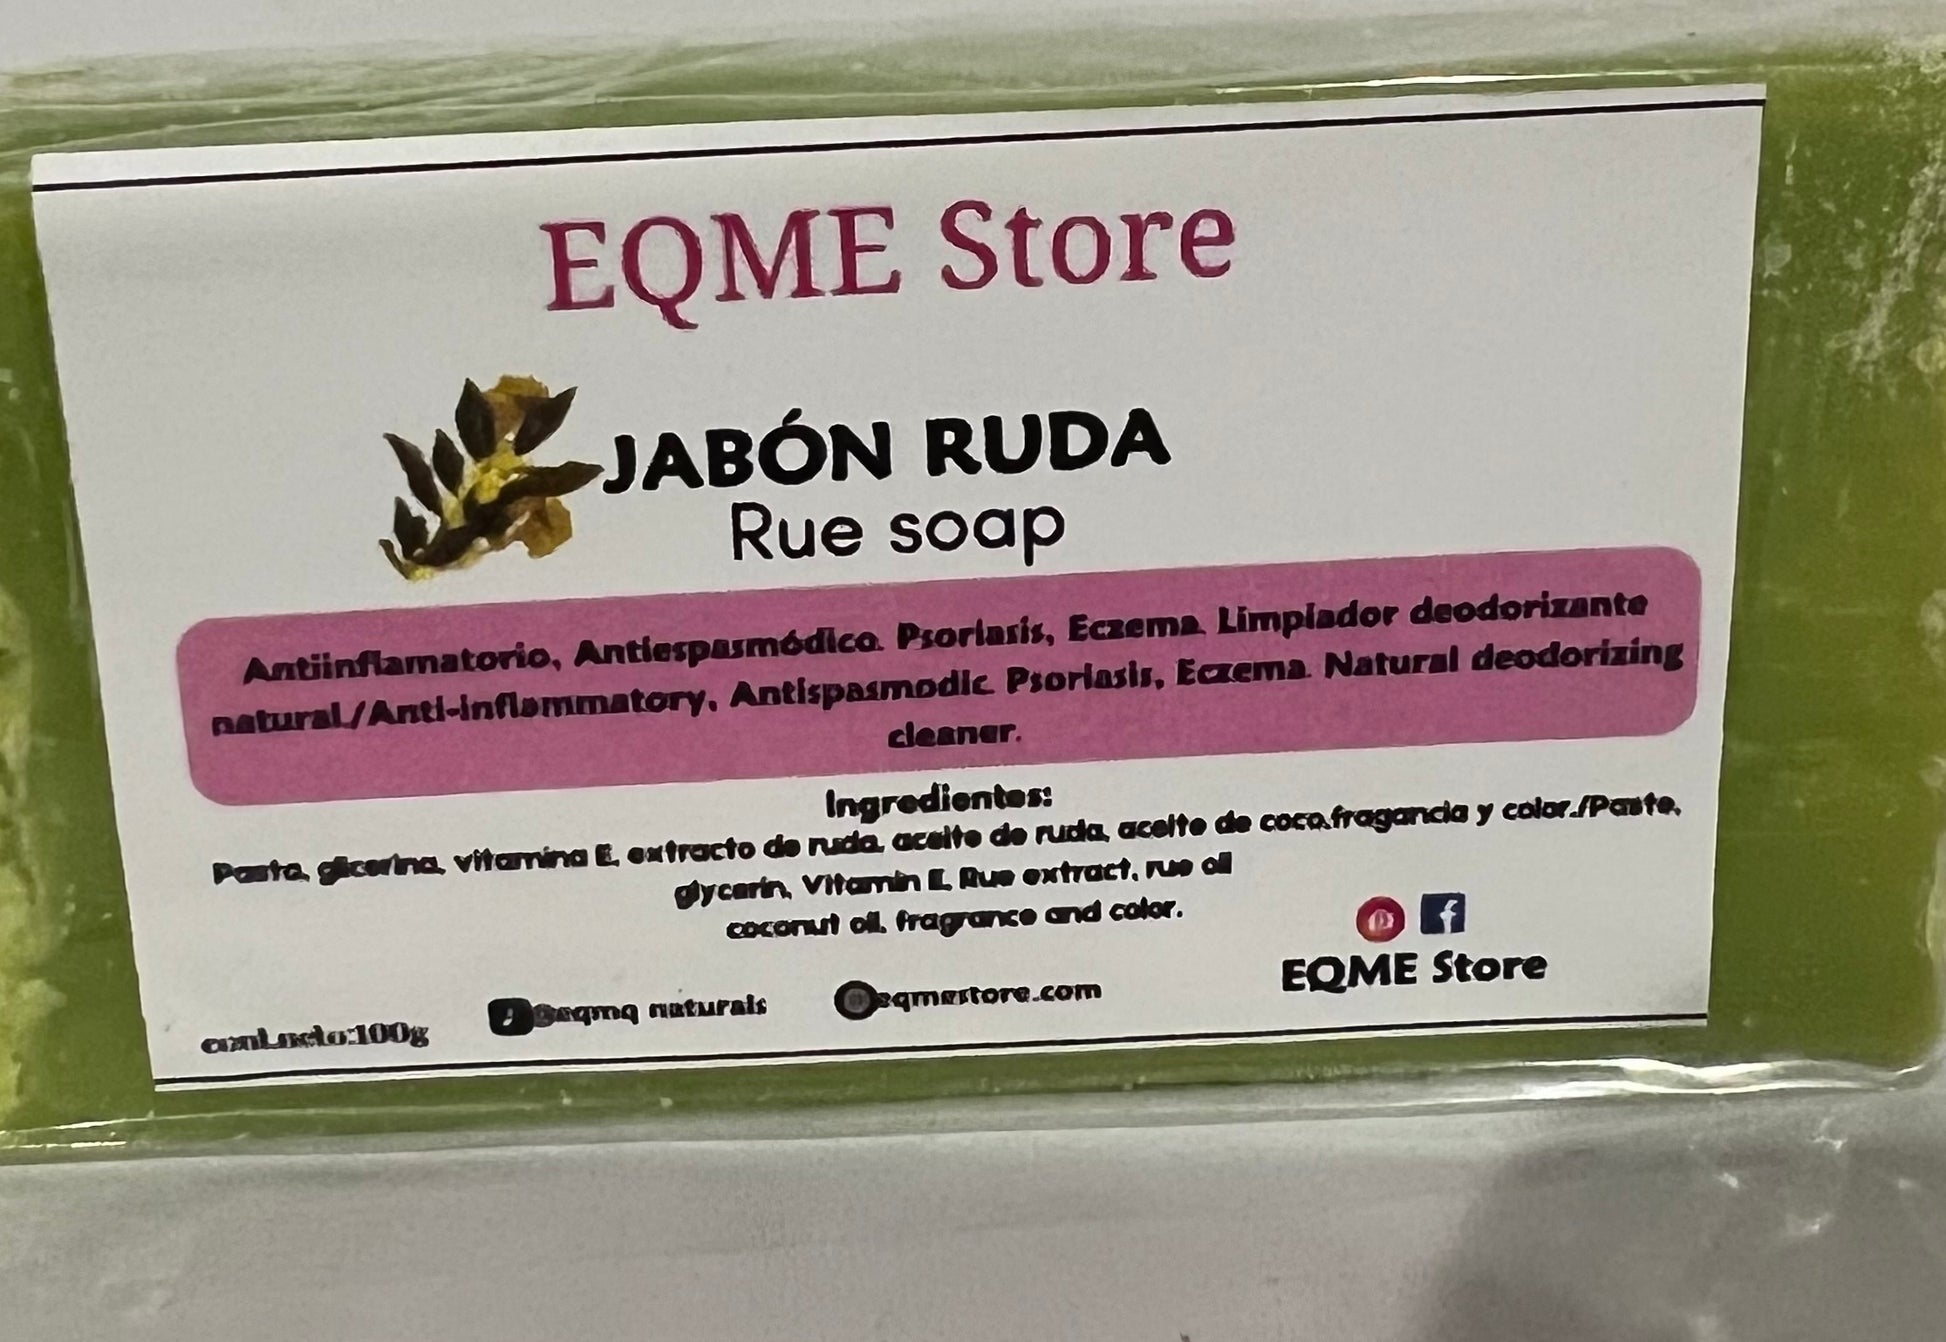 EQME Store
JABÓN RUDA
Rue soap
Antiinflamatorio, Antiespasmódico. Psoriasis, Eczema. Limpiador deodorizante
natural./Anti-inflammatory, Antispasmodic. Psoriasis, Eczema. Natural deodorizing
cleaner.
Ingredientes:
Pasta, glicerina, vitamina E, extracto de ruda, aceite de ruda, aceite de coco.fragancia y color./Paste,
glycerin, Vitamin E, Rue extract, rue oil
coconut oil, fragrance and color.
EQME Store
naturals
eqmestore.com
100g